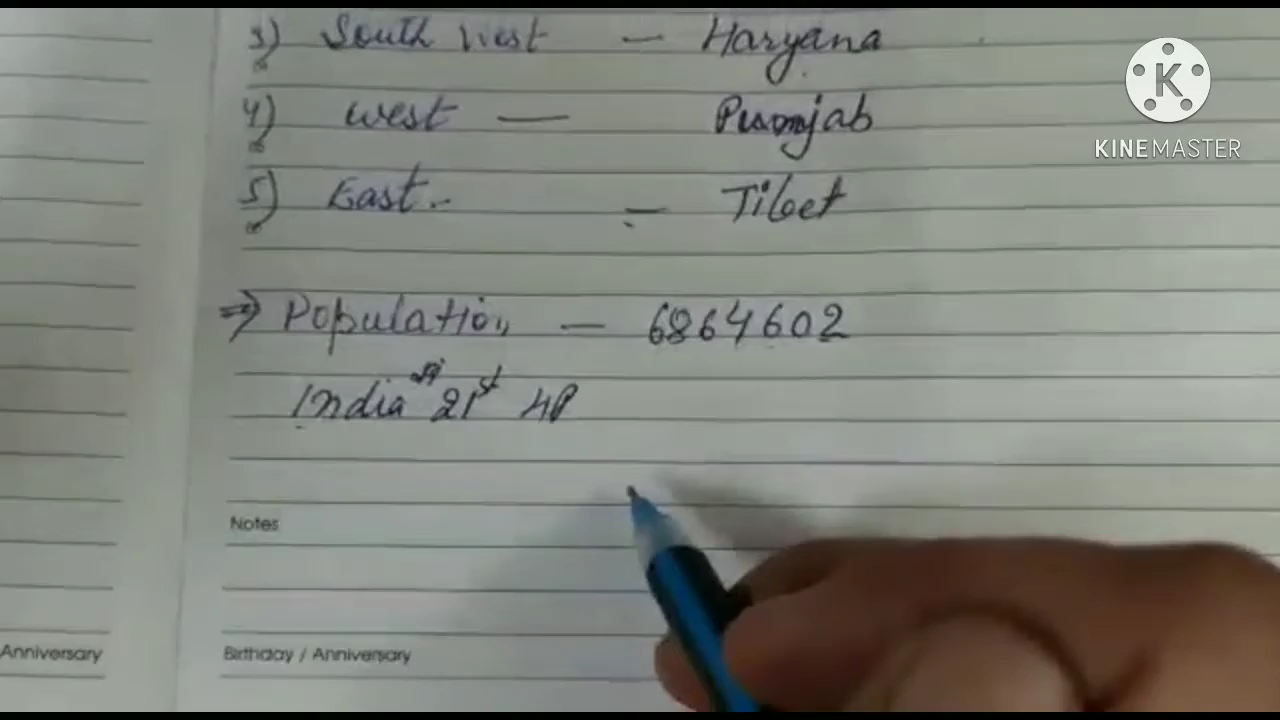 3) South West — Haryana
K
KINEMASTER
4) West — Punjab
5) East - Tibet
⇒ Population — 6864602
India 21st HP
Notes
Anniversary
Birthday / Anniversary